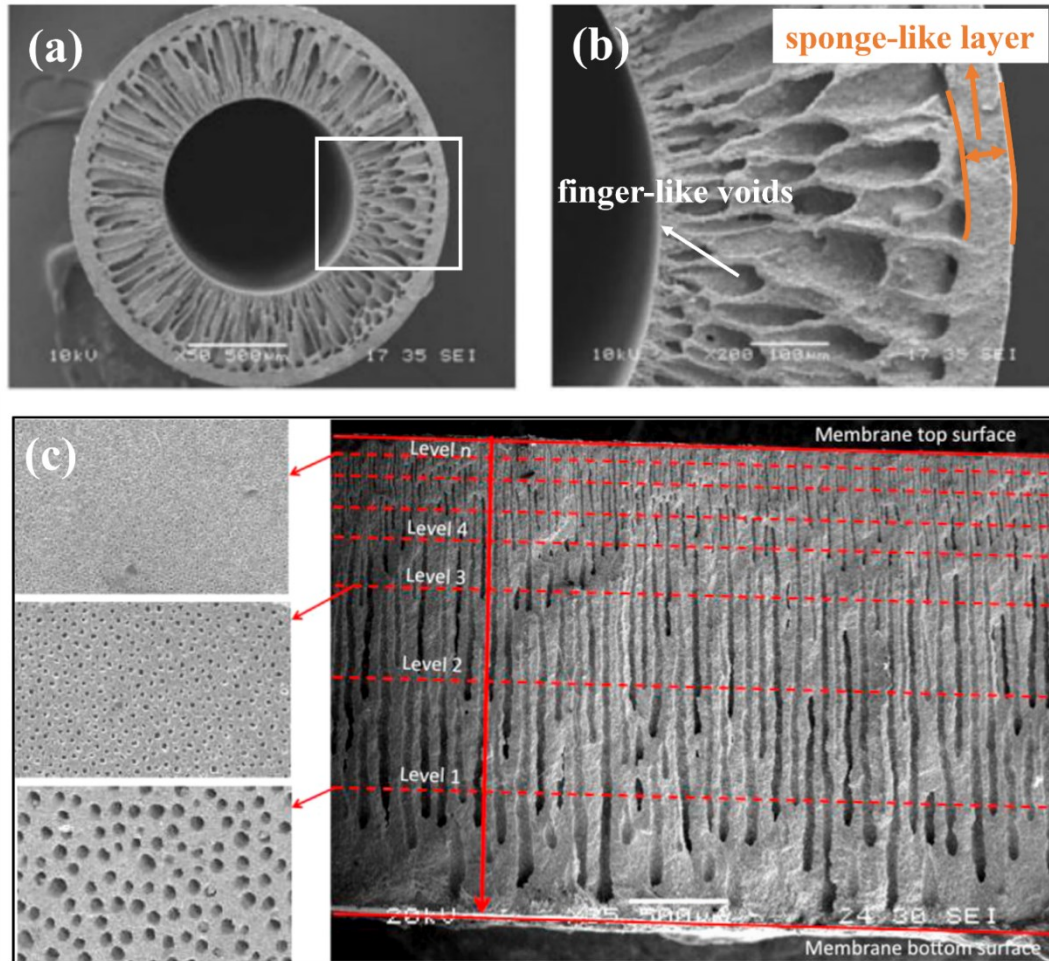 (a)
10kV X50 500μm 17 35 SEI
(b)
sponge-like layer
finger-like voids
10kV X200 100μm 17 35 SEI
(c)
Membrane top surface
Level n
Level 4
Level 3
Level 2
Level 1
20kV X35 500μm 24 30 SEI
Membrane bottom surface